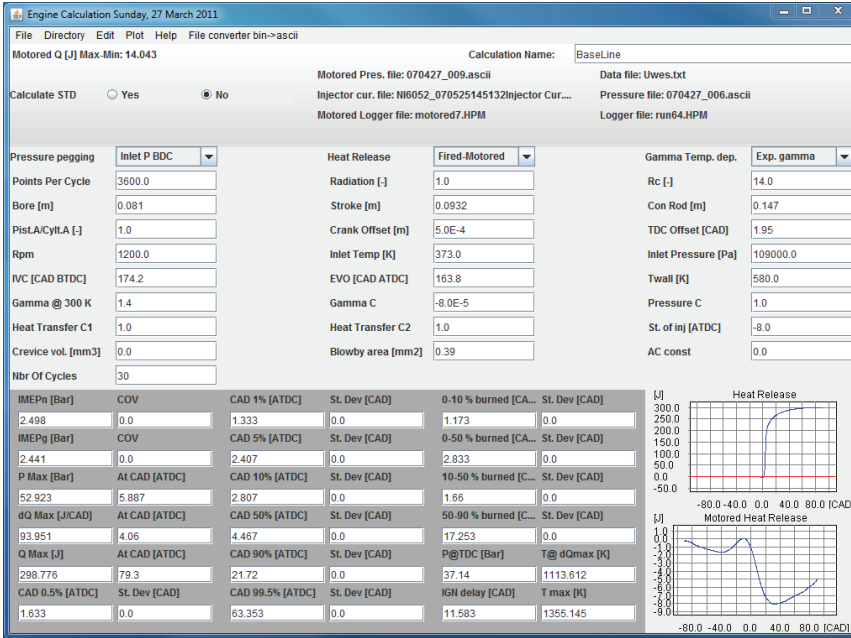 Engine Calculation Sunday, 27 March 2011
File Directory Edit Plot Help File converter bin->ascii
Motored Q [J] Max-Min: 14.043 Calculation Name: BaseLine
Motored Pres. file: 070427_009.ascii Data file: Uwes.txt
Calculate STD Yes No Injector cur. file: NI6052_070525145132Injector Cur.... Pressure file: 070427_006.ascii
Motored Logger file: motored7.HPM Logger file: run64.HPM
Pressure pegging Inlet P BDC Heat Release Fired-Motored Gamma Temp. dep. Exp. gamma
Points Per Cycle 3600.0 Radiation [-] 1.0 Rc [-] 14.0
Bore [m] 0.081 Stroke [m] 0.0932 Con Rod [m] 0.147
Pist.A/Cylt.A [-] 1.0 Crank Offset [m] 5.0E-4 TDC Offset [CAD] 1.95
Rpm 1200.0 Inlet Temp [K] 373.0 Inlet Pressure [Pa] 109000.0
IVC [CAD BTDC] 174.2 EVO [CAD ATDC] 163.8 Twall [K] 580.0
Gamma @ 300 K 1.4 Gamma C -8.0E-5 Pressure C 1.0
Heat Transfer C1 1.0 Heat Transfer C2 1.0 St. of inj [ATDC] -8.0
Crevice vol. [mm3] 0.0 Blowby area [mm2] 0.39 AC const 0.0
Nbr Of Cycles 30
IMEPn [Bar] COV CAD 1% [ATDC] St. Dev [CAD] 0-10 % burned [CA... St. Dev [CAD]
2.498 0.0 1.333 0.0 1.173 0.0
IMEPg [Bar] COV CAD 5% [ATDC] St. Dev [CAD] 0-50 % burned [CA... St. Dev [CAD]
2.441 0.0 2.407 0.0 2.833 0.0
P Max [Bar] At CAD [ATDC] CAD 10% [ATDC] St. Dev [CAD] 10-50 % burned [C... St. Dev [CAD]
52.923 5.887 2.807 0.0 1.66 0.0
dQ Max [J/CAD] At CAD [ATDC] CAD 50% [ATDC] St. Dev [CAD] 50-90 % burned [C... St. Dev [CAD]
93.951 4.06 4.467 0.0 17.253 0.0
Q Max [J] At CAD [ATDC] CAD 90% [ATDC] St. Dev [CAD] P@TDC [Bar] T@ dQmax [K]
298.776 79.3 21.72 0.0 37.14 1113.612
CAD 0.5% [ATDC] St. Dev [CAD] CAD 99.5% [ATDC] St. Dev [CAD] IGN delay [CAD] T max [K]
1.633 0.0 63.353 0.0 11.583 1355.145
[J] Heat Release
300.0
250.0
200.0
150.0
100.0
50.0
0.0
-50.0
-80.0 -40.0 0.0 40.0 80.0 [CAD]
[J] Motored Heat Release
1.0
0.0
-1.0
-2.0
-3.0
-4.0
-5.0
-6.0
-7.0
-8.0
-9.0
-80.0 -40.0 0.0 40.0 80.0 [CAD]